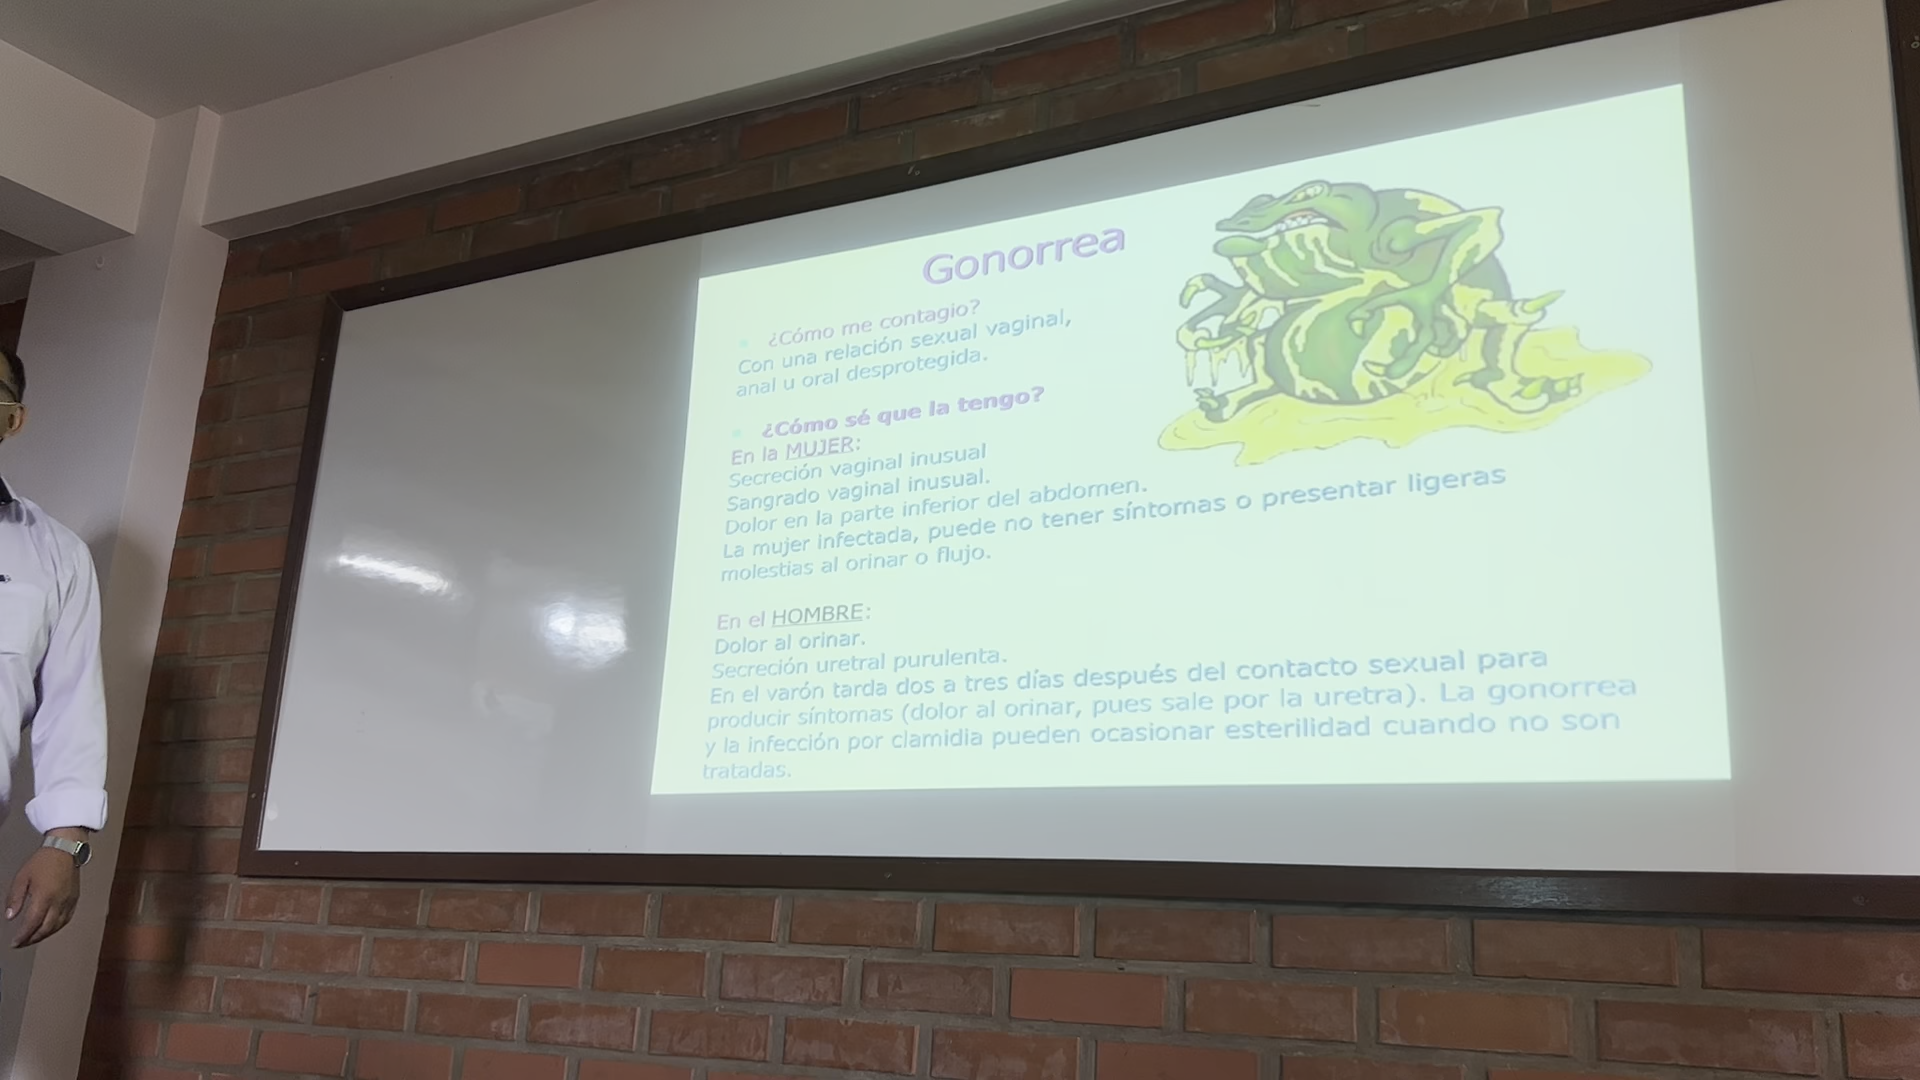 Gonorrea
¿Cómo me contagio?
Con una relación sexual vaginal,
anal u oral desprotegida.
¿Cómo sé que la tengo?
En la MUJER:
Secreción vaginal inusual
Sangrado vaginal inusual.
Dolor en la parte inferior del abdomen.
La mujer infectada, puede no tener síntomas o presentar ligeras
molestias al orinar o flujo.
En el HOMBRE:
Dolor al orinar.
Secreción uretral purulenta.
En el varón tarda dos a tres días después del contacto sexual para
producir síntomas (dolor al orinar, pues sale por la uretra). La gonorrea
y la infección por clamidia pueden ocasionar esterilidad cuando no son
tratadas.